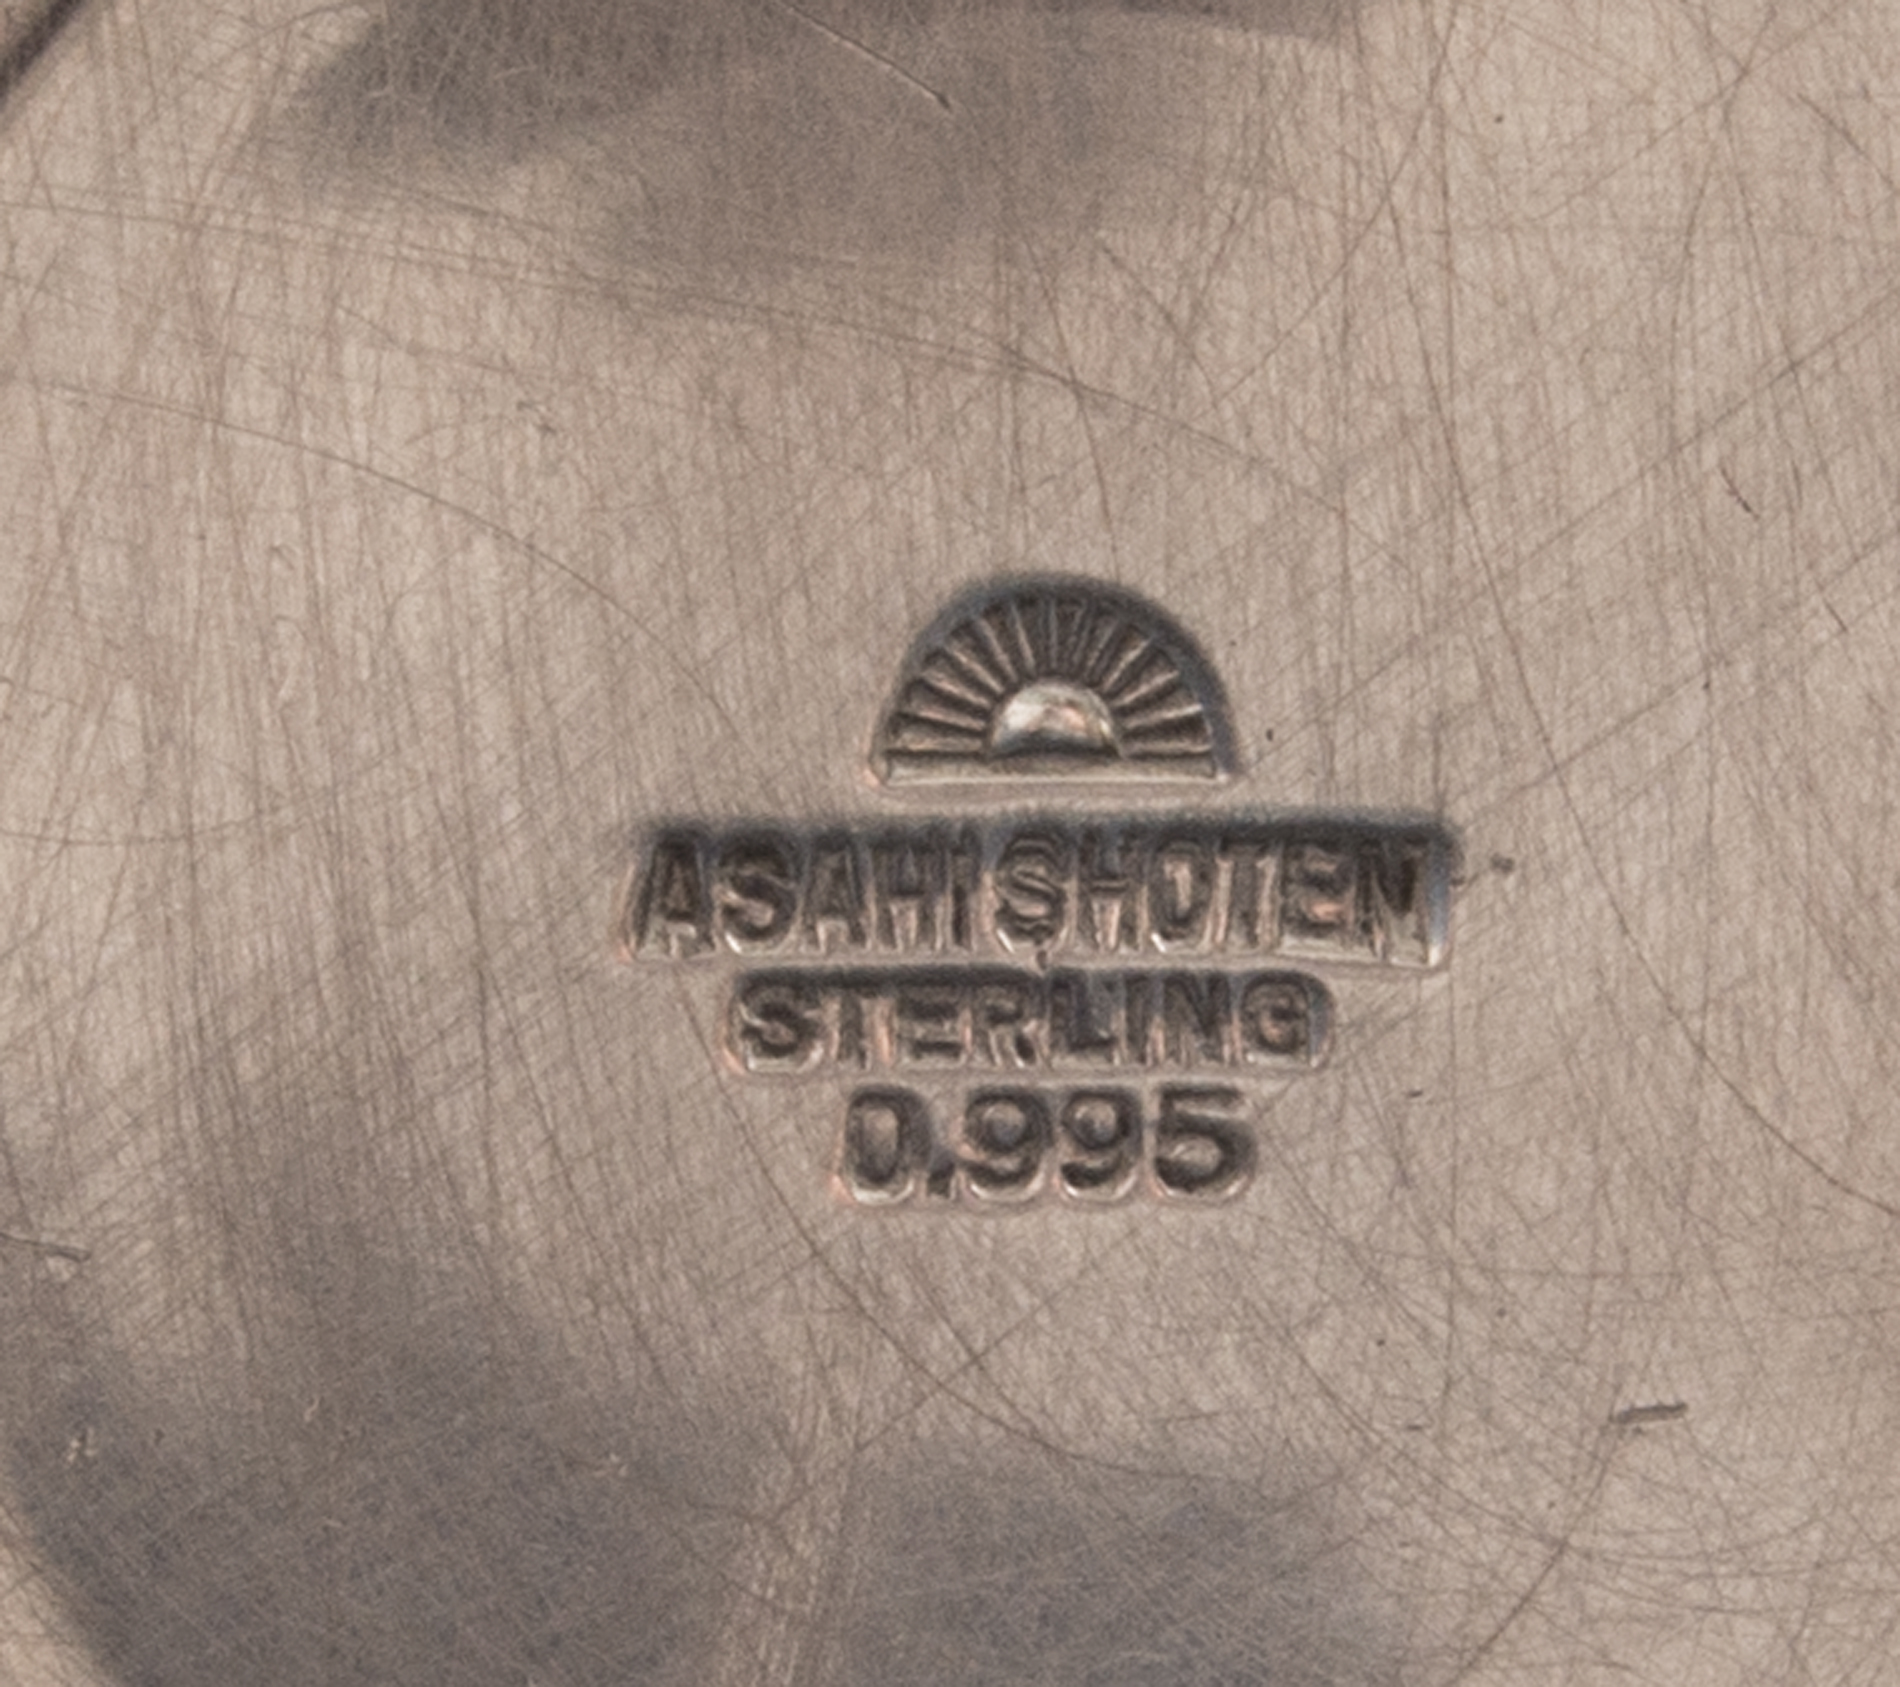 ASAHI SHOTEN
STERLING
0.995